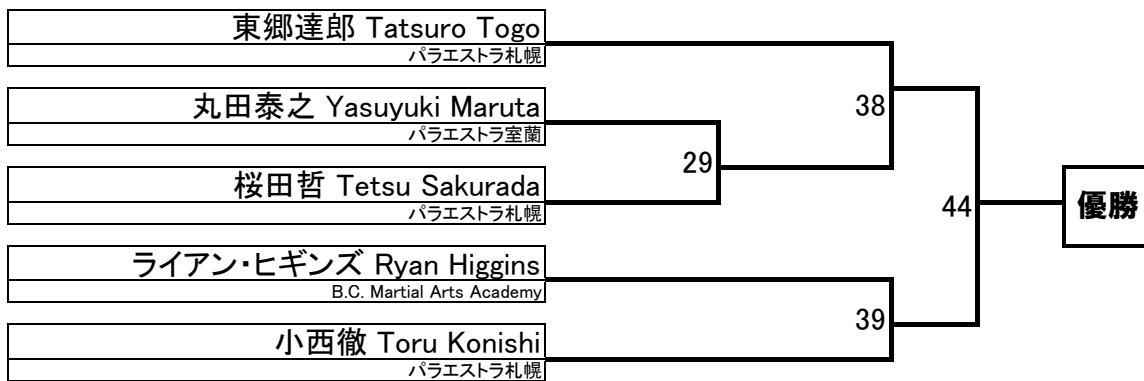 東郷達郎 Tatsuro Togo
パラエストラ札幌
丸田泰之 Yasuyuki Maruta
パラエストラ室蘭
38
29
桜田哲 Tetsu Sakurada
パラエストラ札幌
44
優勝
ライアン・ヒギンズ Ryan Higgins
B.C. Martial Arts Academy
39
小西徹 Toru Konishi
パラエストラ札幌